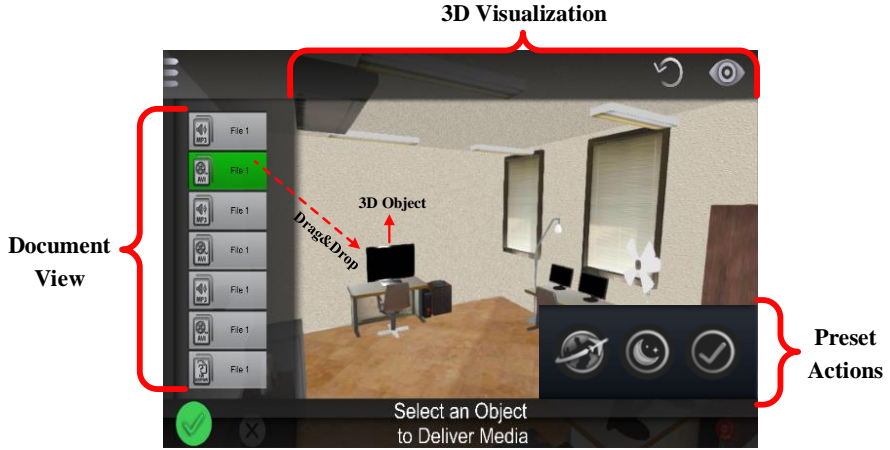 3D Visualization
MP3 File 1
AVI File 1
MP3 File 1
AVI File 1
MP3 File 1
AVI File 1
File 1
Document
View
Drag&Drop
3D Object
Preset
Actions
Select an Object
to Deliver Media